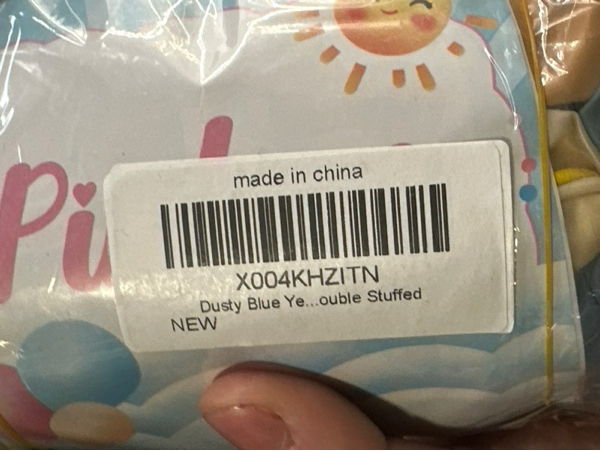 made in china
X004KHZITN
Dusty Blue Ye...ouble Stuffed
NEW